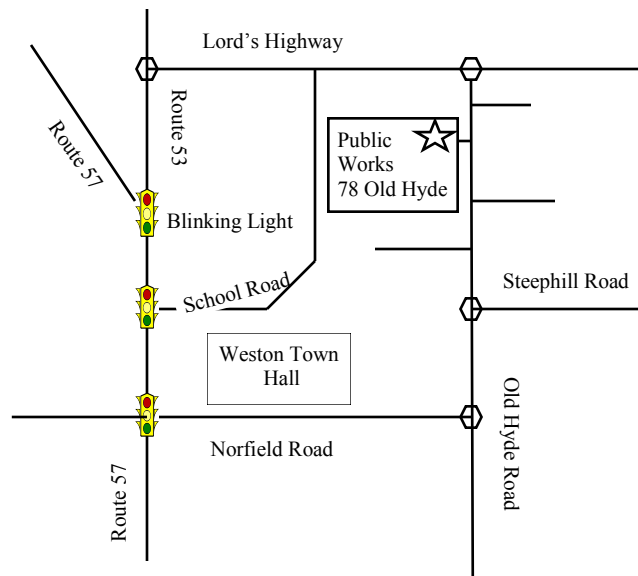 Lord's Highway
Route 53
Route 57
Public
Works
78 Old Hyde
Blinking Light
School Road
Steephill Road
Weston Town
Hall
Old Hyde Road
Norfield Road
Route 57